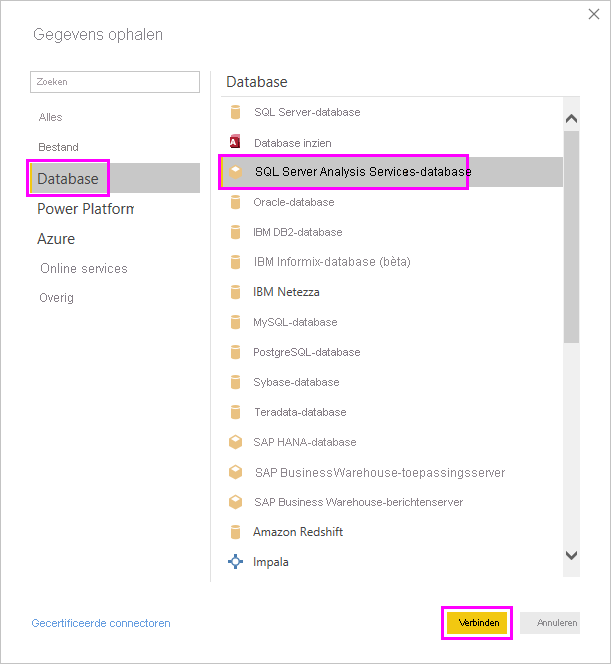 Gegevens ophalen
Zoeken
Alles
Bestand
Database
Power Platform
Azure
Online services
Overig
Database
SQL Server-database
Database inzien
SQL Server Analysis Services-database
Oracle-database
IBM DB2-database
IBM Informix-database (bèta)
IBM Netezza
MySQL-database
PostgreSQL-database
Sybase-database
Teradata-database
SAP HANA-database
SAP BusinessWarehouse-toepassingsserver
SAP Business Warehouse-berichtenserver
Amazon Redshift
Impala
Gecertificeerde connectoren
Verbinden
Annuleren